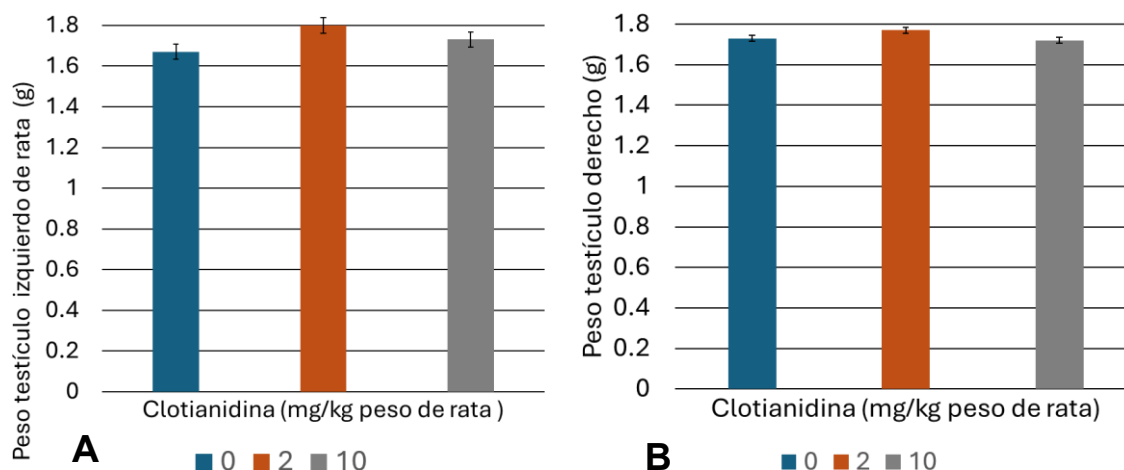 Peso testículo izquierdo de rata (g)
1.8
1.6
1.4
1.2
1
0.8
0.6
0.4
0.2
0
Clotianidina (mg/kg peso de rata )
A
0 2 10
Peso testículo derecho (g)
1.8
1.6
1.4
1.2
1
0.8
0.6
0.4
0.2
0
Clotianidina (mg/kg peso de rata)
B
0 2 10